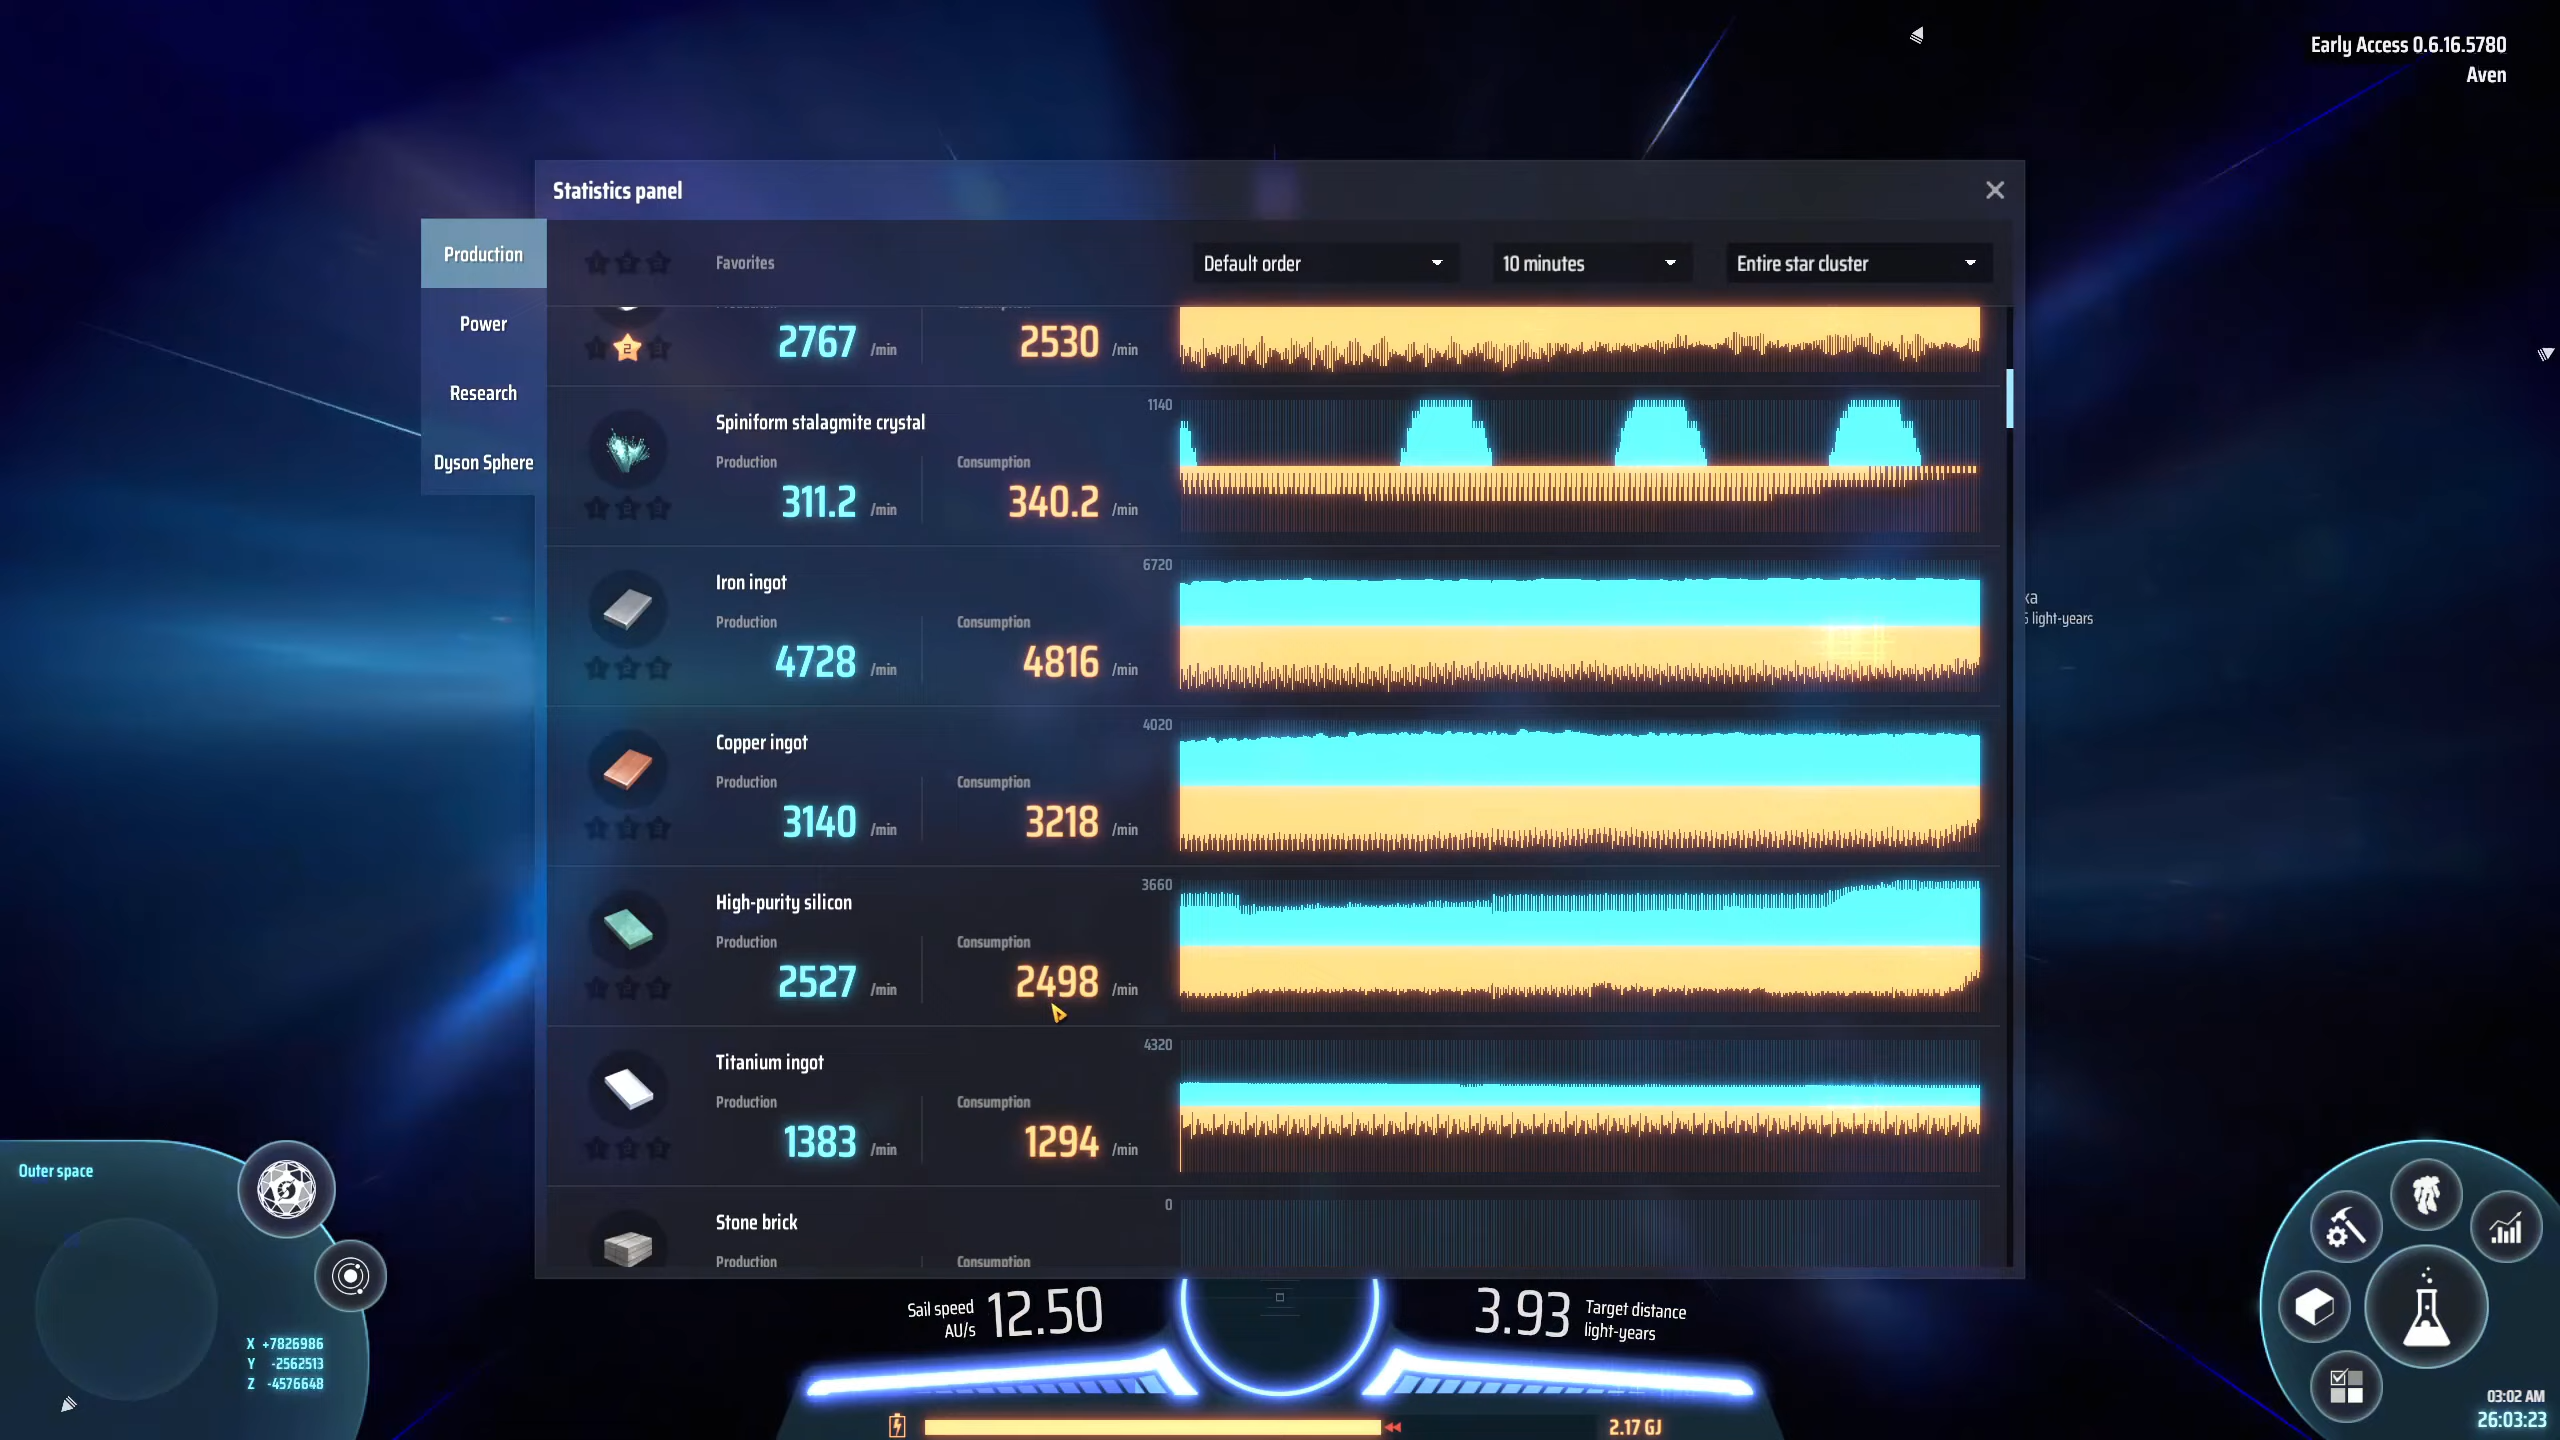 Early Access 0.6.16.5780
Aven
Statistics panel
Production
Power
Research
Dyson Sphere
Favorites
Default order
10 minutes
Entire star cluster
2767 /min
2530 /min
Spiniform stalagmite crystal
Production
311.2 /min
Consumption
340.2 /min
1140
Iron ingot
Production
4728 /min
Consumption
4816 /min
6720
Copper ingot
Production
3140 /min
Consumption
3218 /min
4020
High-purity silicon
Production
2527 /min
Consumption
2498 /min
3660
Titanium ingot
Production
1383 /min
Consumption
1294 /min
4320
Stone brick
Production
Consumption
0
light-years
Outer space
X +7826986
Y -2562513
Z -4576648
Sail speed
AU/s
12.50
3.93
Target distance
light-years
2.17 GJ
03:02 AM
26:03:23